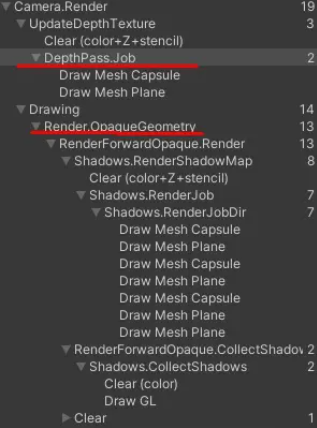 Camera.Render 19
UpdateDepthTexture 3
Clear (color+Z+stencil)
DepthPass.Job 2
Draw Mesh Capsule
Draw Mesh Plane
Drawing 14
Render.OpaqueGeometry 13
RenderForwardOpaque.Render 13
Shadows.RenderShadowMap 8
Clear (color+Z+stencil)
Shadows.RenderJob 7
Shadows.RenderJobDir 7
Draw Mesh Capsule
Draw Mesh Plane
Draw Mesh Capsule
Draw Mesh Plane
Draw Mesh Capsule
Draw Mesh Plane
Draw Mesh Plane
RenderForwardOpaque.CollectShadow 2
Shadows.CollectShadows 2
Clear (color)
Draw GL
Clear 1